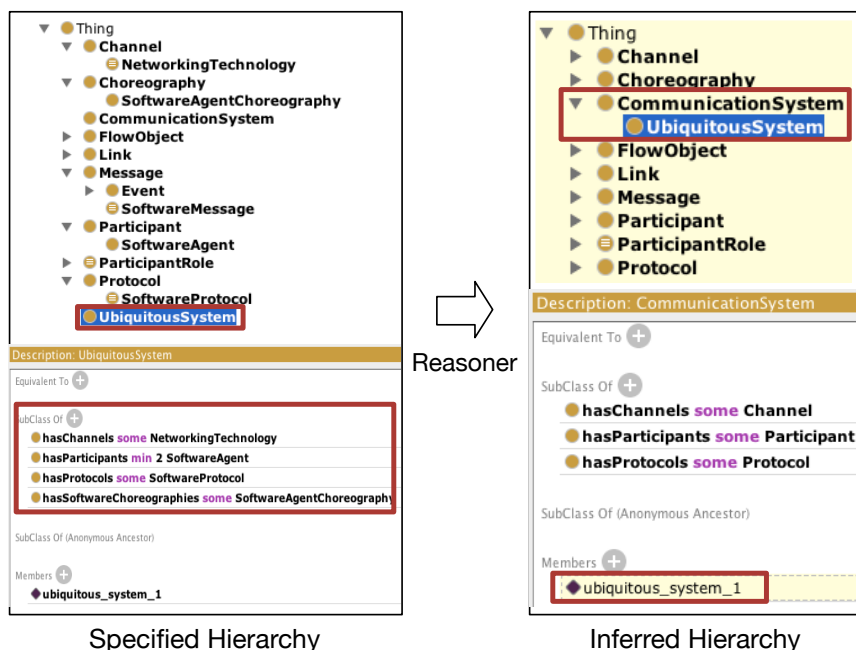 Thing
Channel
NetworkingTechnology
Choreography
SoftwareAgentChoreography
CommunicationSystem
FlowObject
Link
Message
Event
SoftwareMessage
Participant
SoftwareAgent
ParticipantRole
Protocol
SoftwareProtocol
UbiquitousSystem
Description: UbiquitousSystem
Equivalent To
SubClass Of
hasChannels some NetworkingTechnology
hasParticipants min 2 SoftwareAgent
hasProtocols some SoftwareProtocol
hasSoftwareChoreographies some SoftwareAgentChoreography
SubClass Of (Anonymous Ancestor)
Members
ubiquitous_system_1
Specified Hierarchy
Reasoner
Thing
Channel
Choreography
CommunicationSystem
UbiquitousSystem
FlowObject
Link
Message
Participant
ParticipantRole
Protocol
Description: CommunicationSystem
Equivalent To
SubClass Of
hasChannels some Channel
hasParticipants some Participant
hasProtocols some Protocol
SubClass Of (Anonymous Ancestor)
Members
ubiquitous_system_1
Inferred Hierarchy